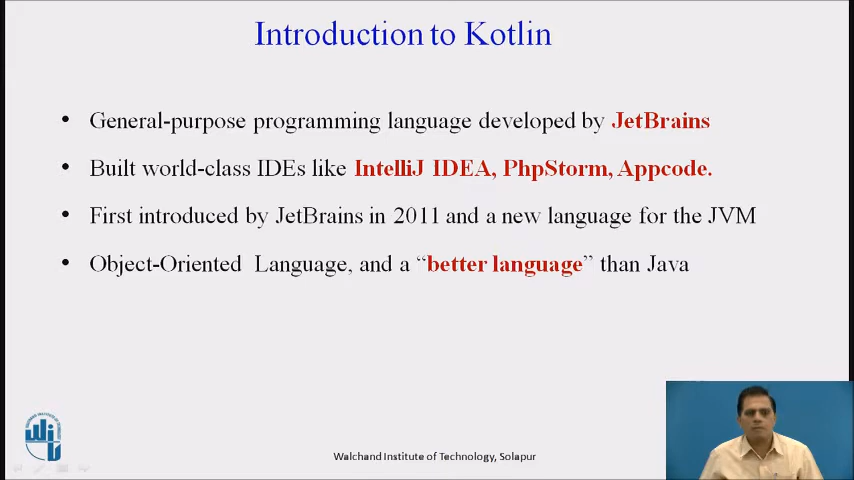 Introduction to Kotlin
• General-purpose programming language developed by JetBrains
• Built world-class IDEs like IntelliJ IDEA, PhpStorm, Appcode.
• First introduced by JetBrains in 2011 and a new language for the JVM
• Object-Oriented Language, and a “better language” than Java
Walchand Institute of Technology, Solapur